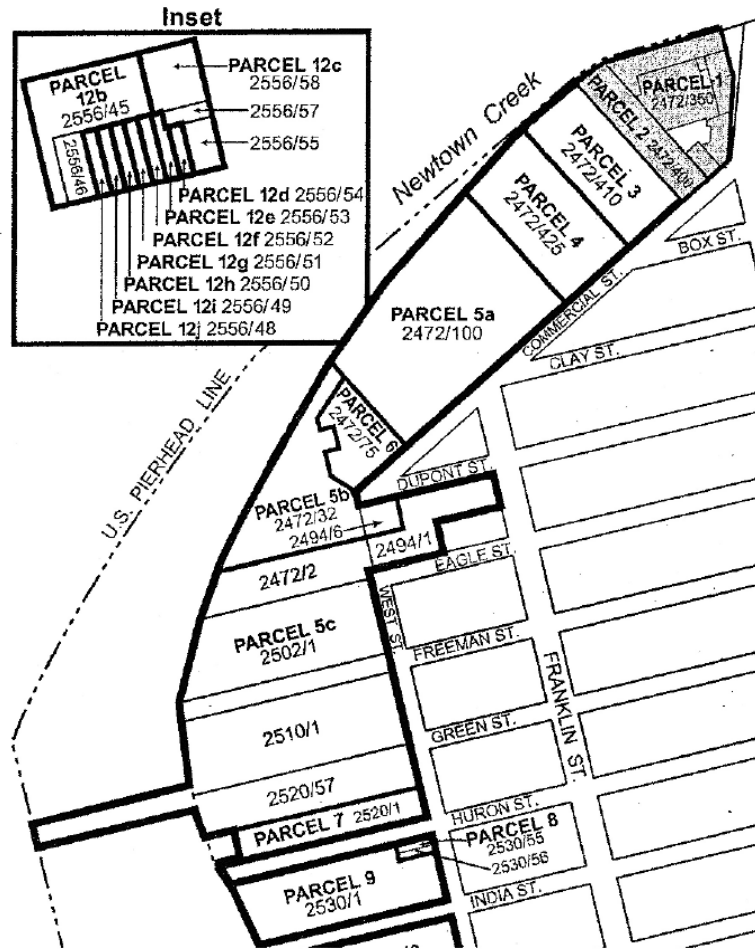 Inset
PARCEL
12b
2556/45
PARCEL 12c
2556/58
2556/57
2556/55
2556/46
PARCEL 12d 2556/54
PARCEL 12e 2556/53
PARCEL 12f 2556/52
PARCEL 12g 2556/51
PARCEL 12h 2556/50
PARCEL 12i 2556/49
PARCEL 12j 2556/48
Newtown Creek
PARCEL 1
2472/350
PARCEL 2 2472/400
PARCEL 3
2472/410
PARCEL 4
2472/425
BOX ST.
COMMERCIAL ST.
CLAY ST.
PARCEL 5a
2472/100
U.S. PIERHEAD LINE
PARCEL 6
2472/75
DUPONT ST.
PARCEL 5b
2472/32
2494/6
2494/1
EAGLE ST.
2472/2
WEST ST.
PARCEL 5c
2502/1
FREEMAN ST.
FRANKLIN ST.
2510/1
GREEN ST.
2520/57
HURON ST.
PARCEL 7 2520/1
PARCEL 8
2530/55
2530/56
PARCEL 9
2530/1
INDIA ST.